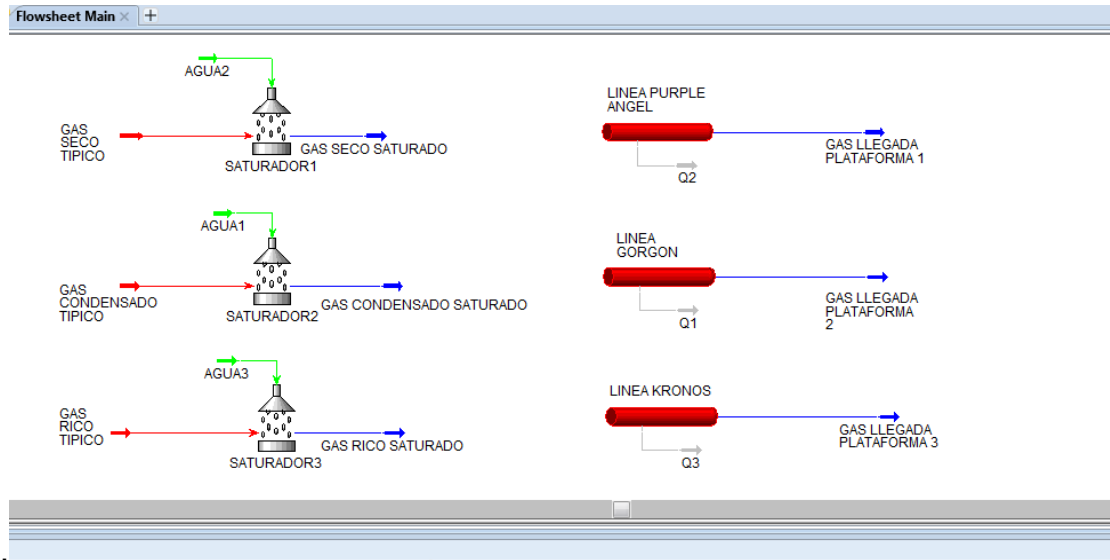 Flowsheet Main
AGUA2
GAS
SECO
TIPICO
GAS SECO SATURADO
SATURADOR1
LINEA PURPLE
ANGEL
GAS LLEGADA
PLATAFORMA 1
Q2
AGUA1
GAS
CONDENSADO
TIPICO
GAS CONDENSADO SATURADO
SATURADOR2
LINEA
GORGON
GAS LLEGADA
PLATAFORMA
2
Q1
AGUA3
GAS
RICO
TIPICO
GAS RICO SATURADO
SATURADOR3
LINEA KRONOS
GAS LLEGADA
PLATAFORMA 3
Q3